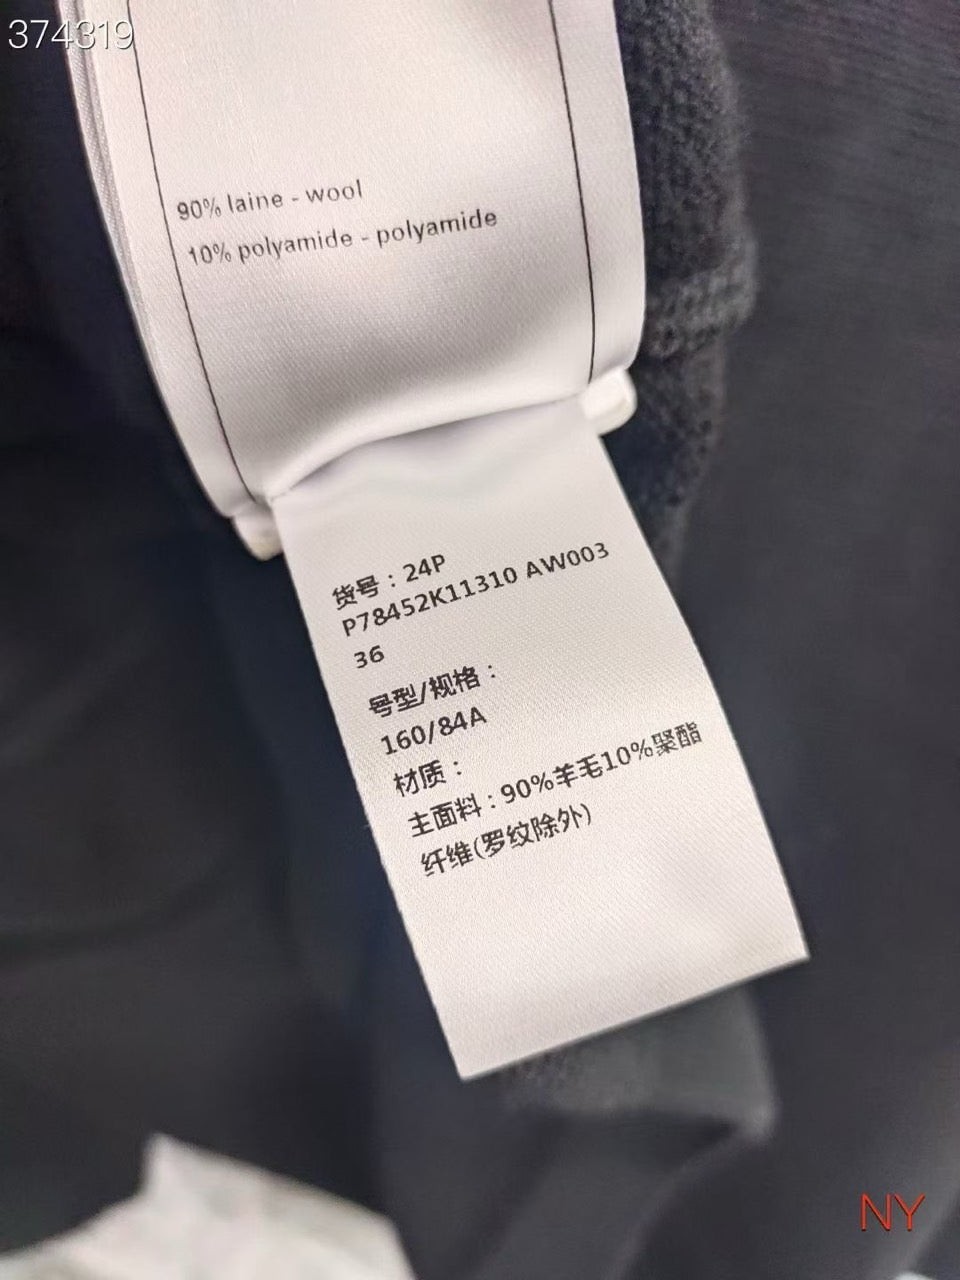 374319
90% laine - wool
10% polyamide - polyamide
货号：24P
P78452K11310 AW003
36
号型/规格：
160/84A
材质：
主面料：90%羊毛10%聚酯
纤维(罗纹除外)
NY